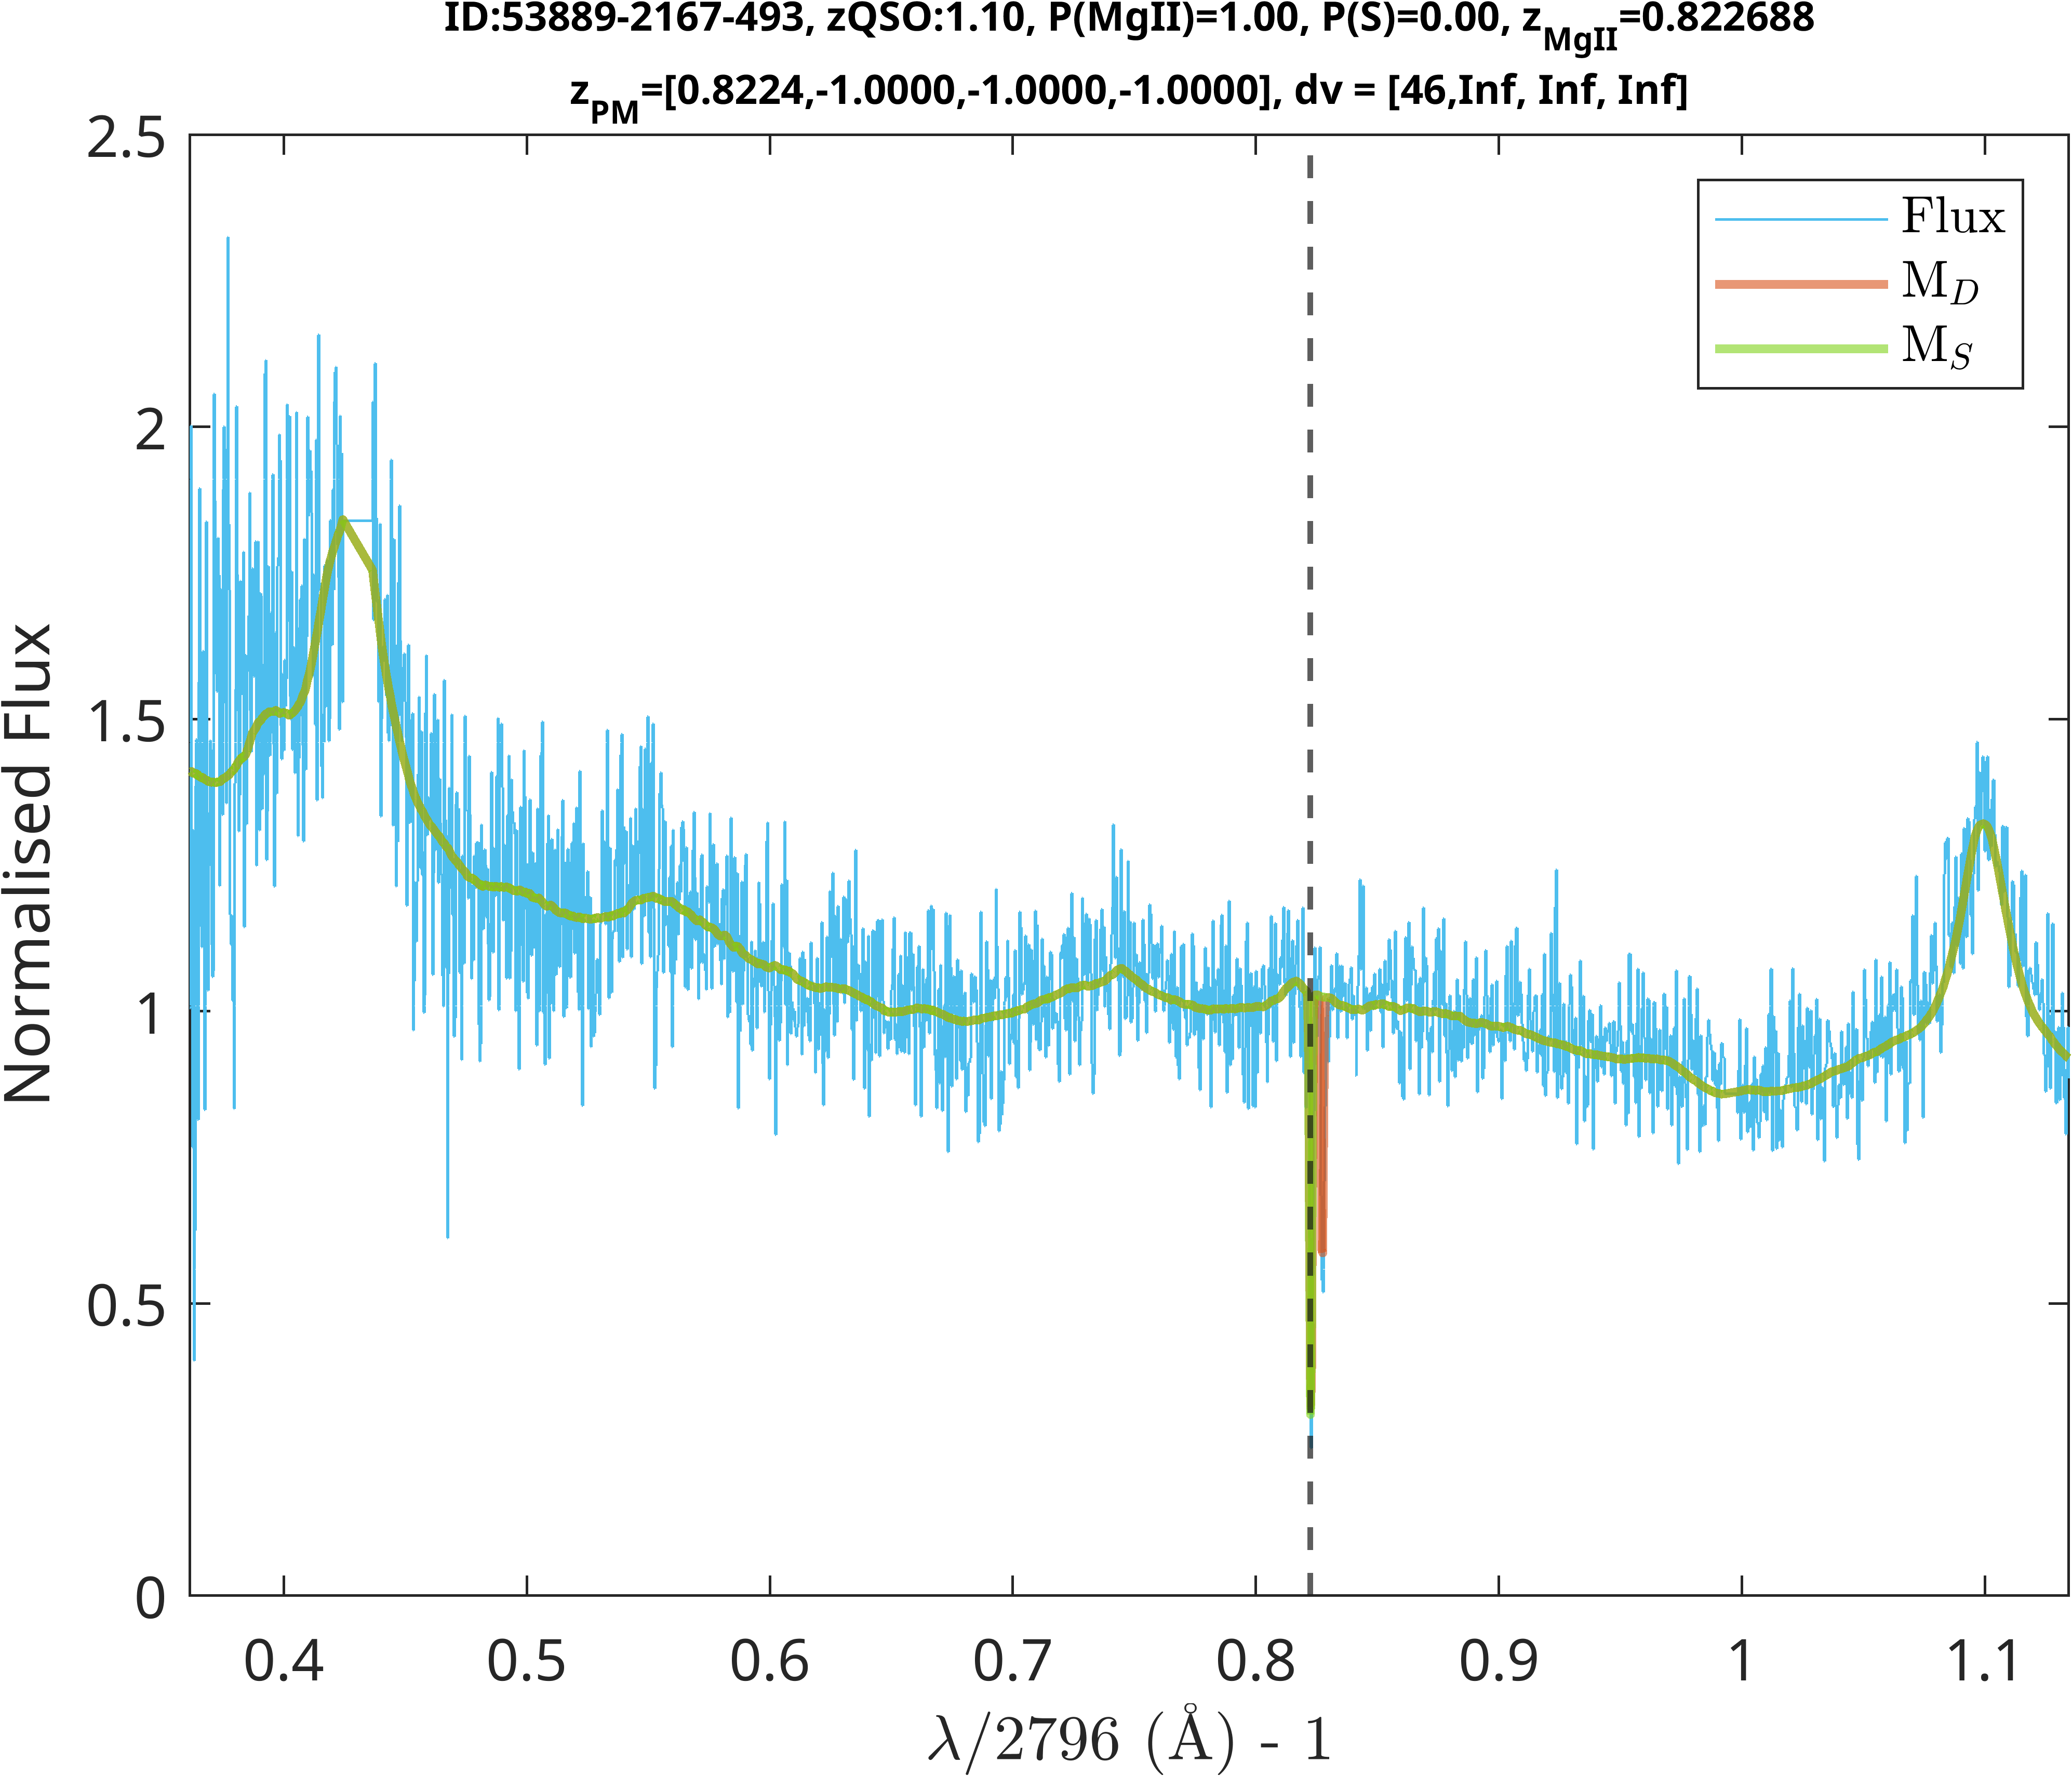 ID:53889-2167-493, zQSO:1.10, P(MgII)=1.00, P(S)=0.00, zMgII=0.822688
zPM=[0.8224,-1.0000,-1.0000,-1.0000], dv = [46,Inf, Inf, Inf]
2.5
2
1.5
1
0.5
0
Normalised Flux
Flux
MD
MS
0.4 0.5 0.6 0.7 0.8 0.9 1 1.1
λ/2796 (Å) - 1